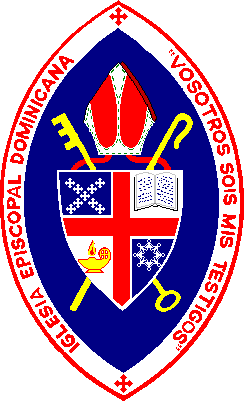 IGLESIA EPISCOPAL DOMINICANA
"VOSOTROS SOIS MIS TESTIGOS"